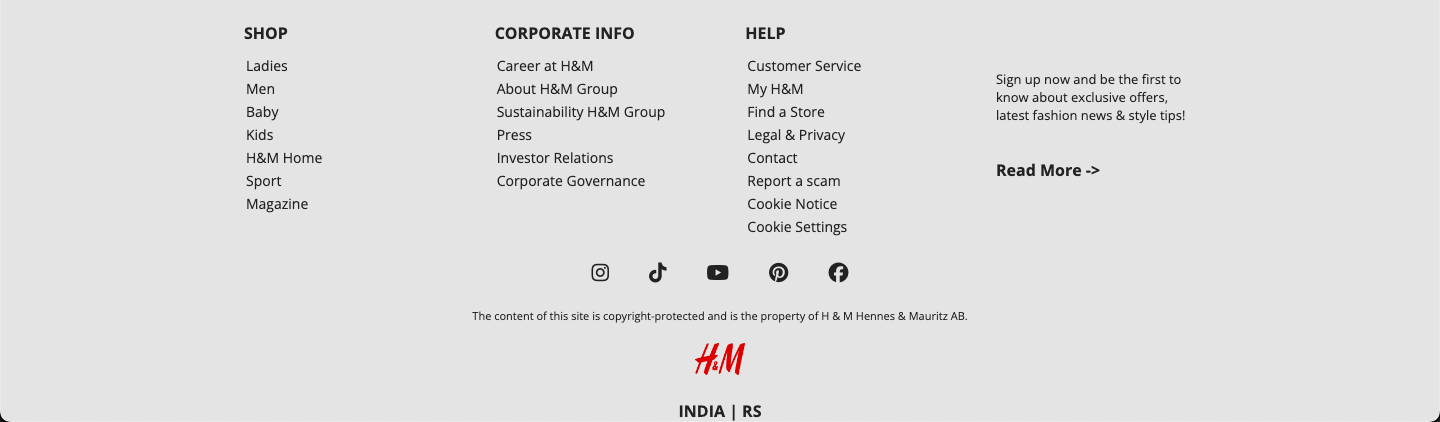 SHOP
Ladies
Men
Baby
Kids
H&M Home
Sport
Magazine
CORPORATE INFO
Career at H&M
About H&M Group
Sustainability H&M Group
Press
Investor Relations
Corporate Governance
HELP
Customer Service
My H&M
Find a Store
Legal & Privacy
Contact
Report a scam
Cookie Notice
Cookie Settings
Sign up now and be the first to
know about exclusive offers,
latest fashion news & style tips!
Read More ->
The content of this site is copyright-protected and is the property of H & M Hennes & Mauritz AB.
H&M
INDIA | RS